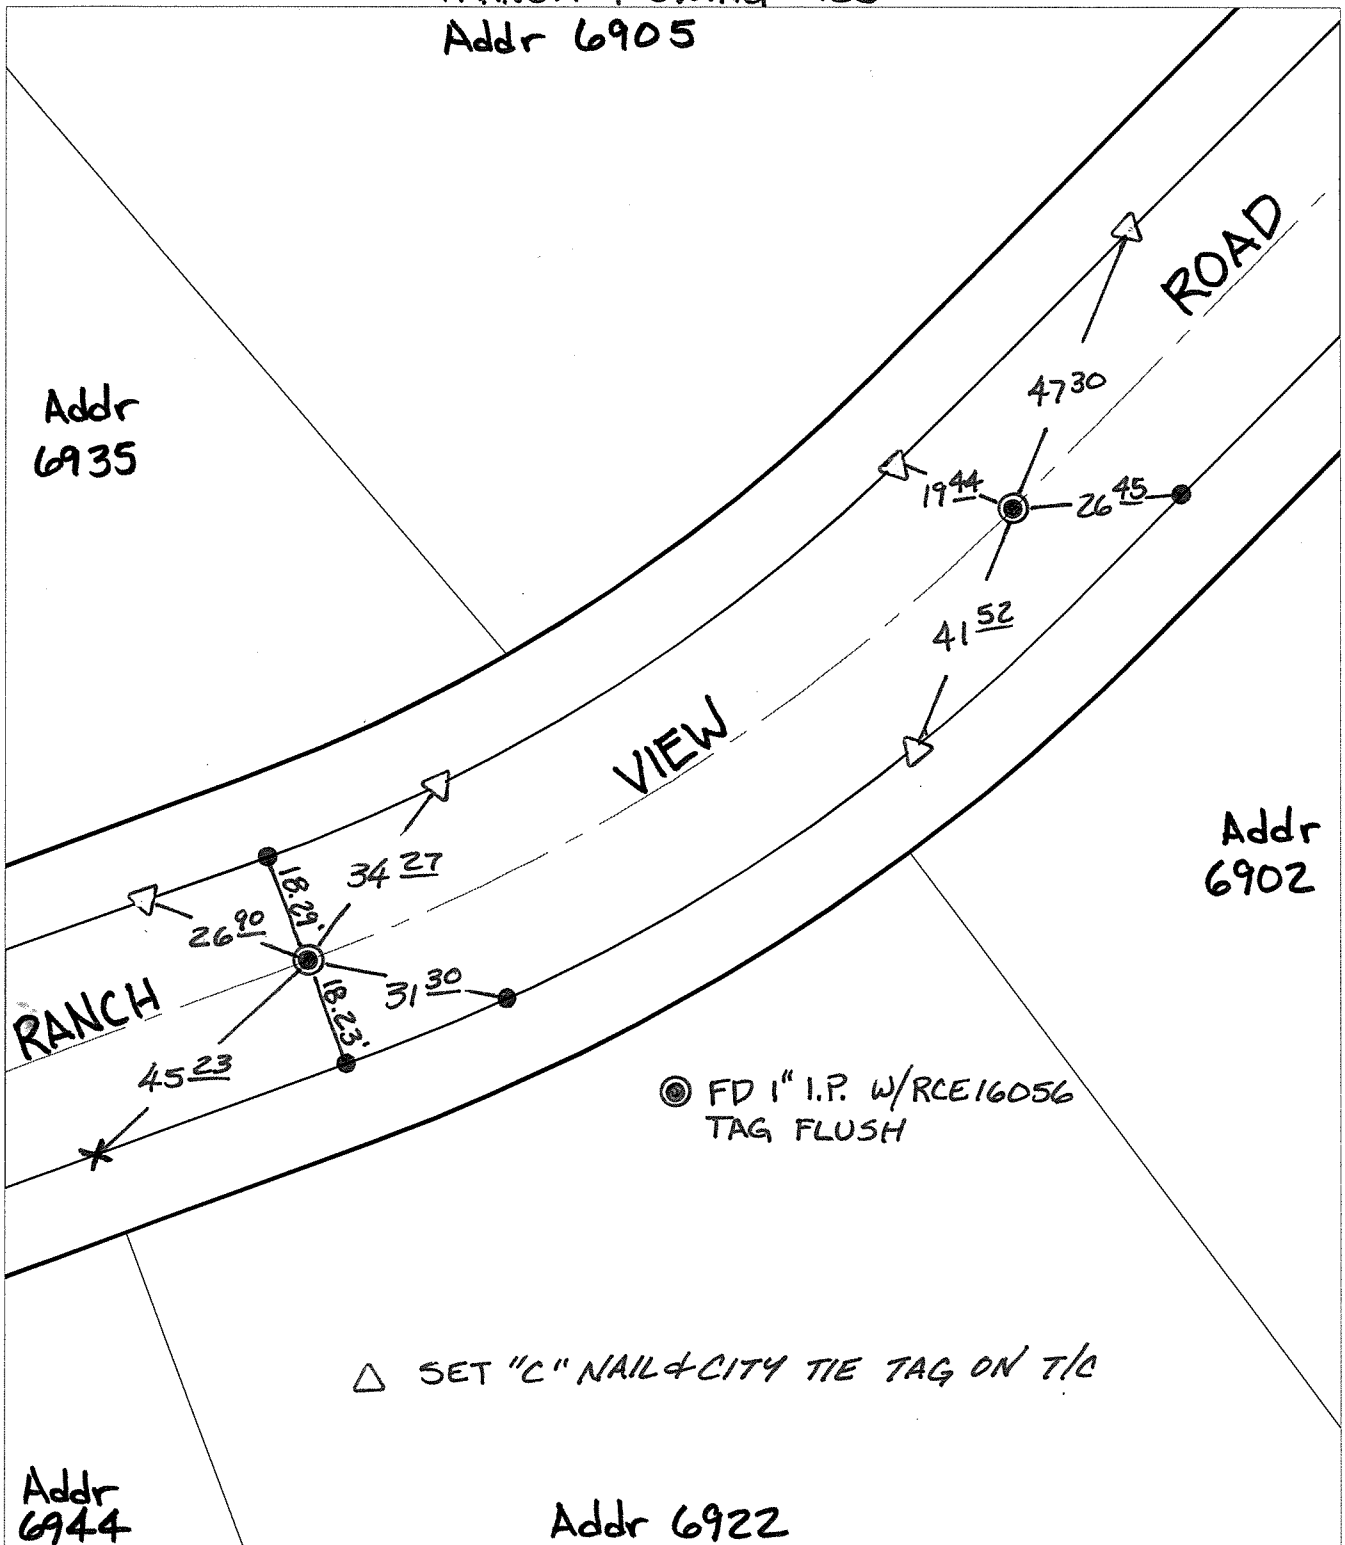 Addr 6905
ROAD
Addr
6935
47 30
19 44
26 45
41 52
VIEW
Addr
6902
34 27
18.29'
26 90
31 30
RANCH
18.23'
45 23
FD 1" I.P. W/RCE16056
TAG FLUSH
SET "C" NAIL & CITY TIE TAG ON T/C
Addr
6944
Addr 6922